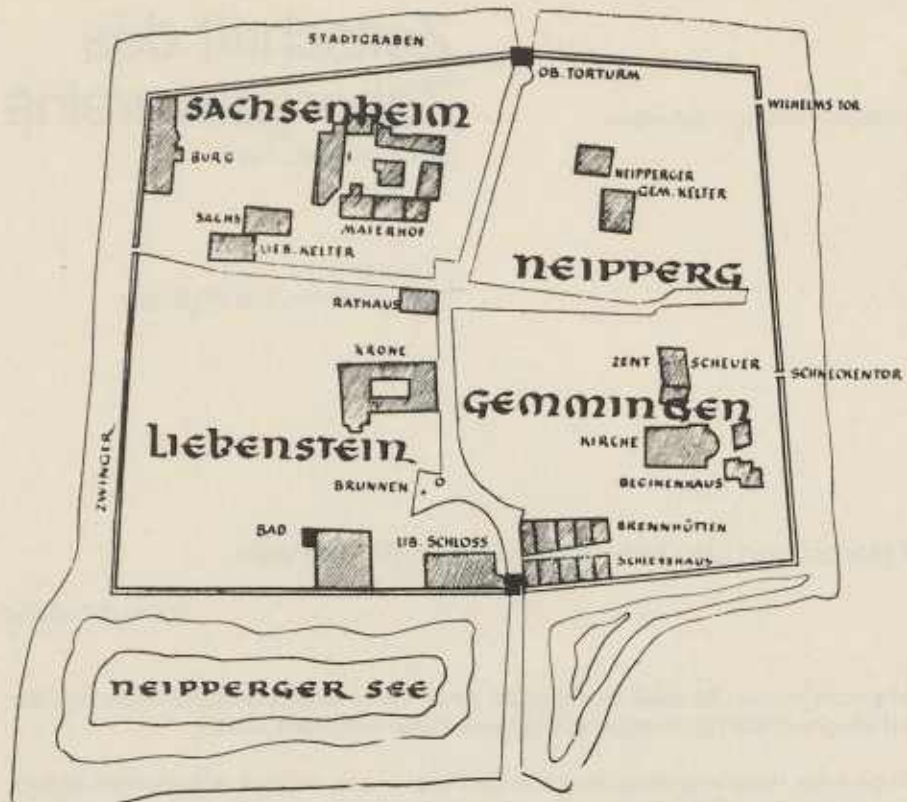 STADTGRABEN
OB. TORTURM
SACHSENHEIM
WILHELMS TOR
BURG
NEIPPERGER
GEM. KELTER
SACHS
LIEB. KELTER
MAIERHOF
NEIPPERG
RATHAUS
KRONE
ZENT SCHEUER
SCHNECKENTOR
GEMMINGEN
KIRCHE
LIEBENSTEIN
BEGINENHAUS
BRUNNEN
ZWINGER
BAD
LIB. SCHLOSS
BRENNHÜTTEN
SCHIESSHAUS
NEIPPERGER SEE